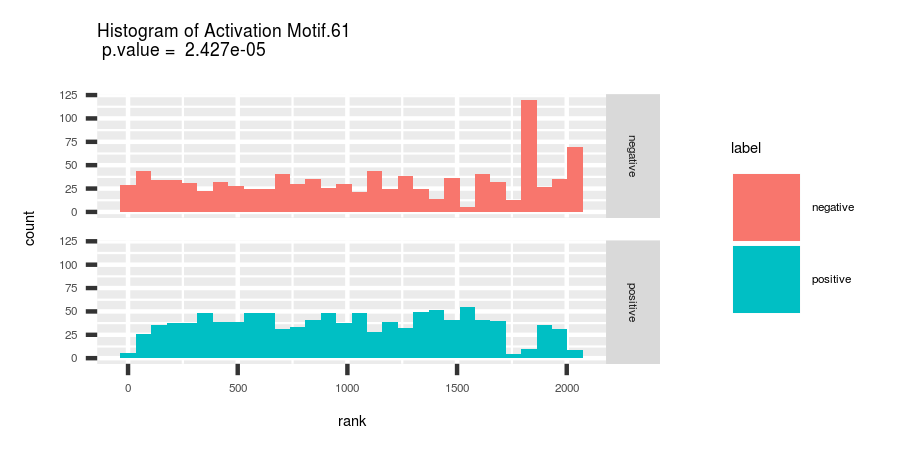 Histogram of Activation Motif.61
p.value = 2.427e-05
count
125
100
75
50
25
0
negative
125
100
75
50
25
0
positive
0 500 1000 1500 2000
rank
label
negative
positive